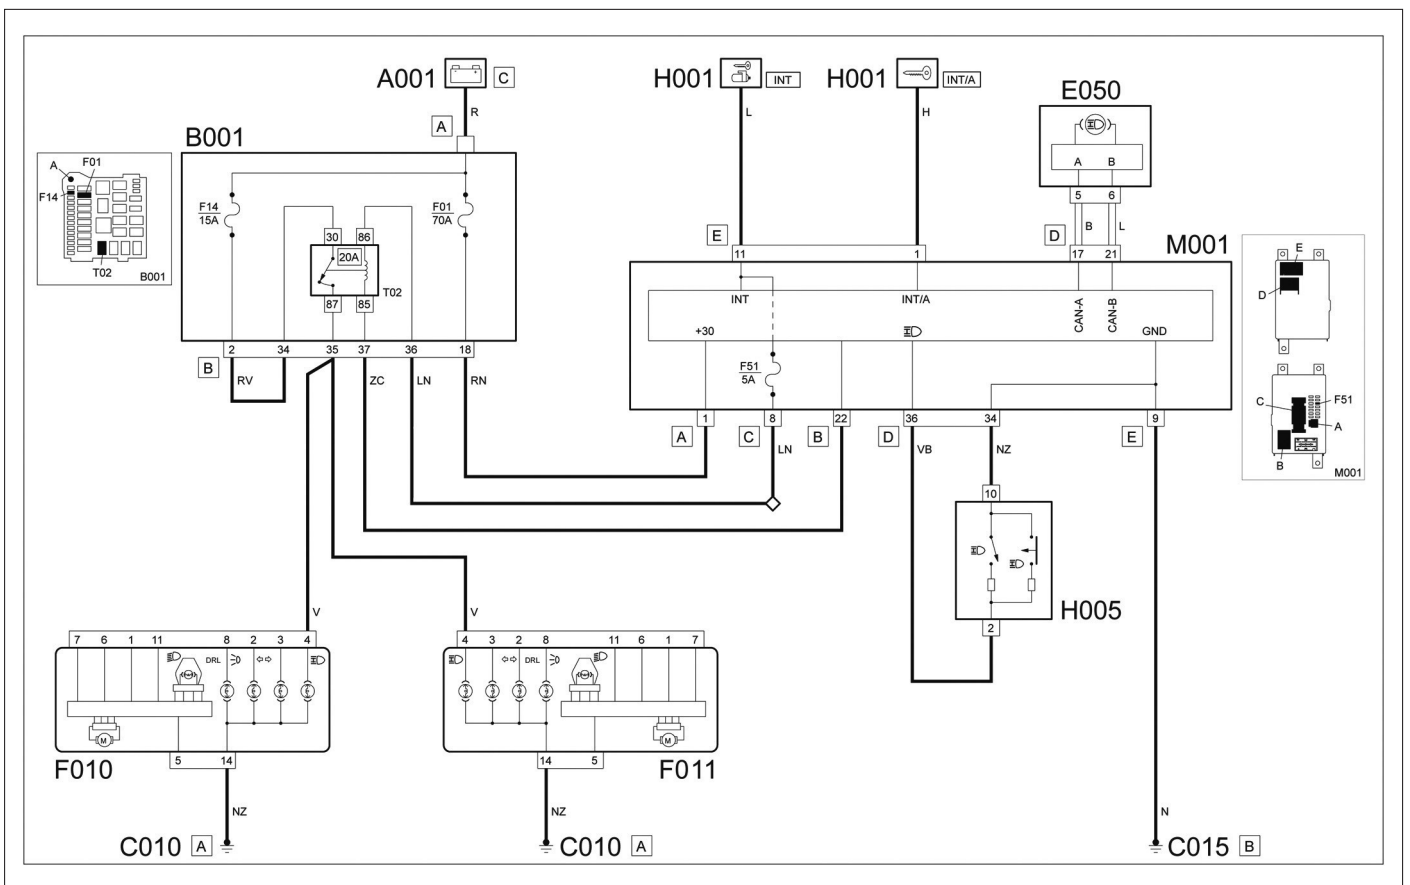 A001 C
R
A
H001 INT
L
H001 INT/A
H
E050
A B
5 6
B L
B001
A F01
F14
T02
B001
F14
15A
F01
70A
30 86
20A
T02
87 85
2 34 35 37 36 18
B
RV ZC LN RN
E
11 1
D
17 21
M001
INT INT/A CAN-A CAN-B
+30 GND
F51
5A
A 1
C 8
B 22
D 36 34
E 9
LN
VB NZ
E
D
C
F51
A
B
M001
10
H005
2
V
V
7 6 1 11 8 2 3 4
DRL
M
5 14
F010
4 3 2 8 11 6 1 7
DRL
M
14 5
F011
NZ
C010 A
NZ
C010 A
N
C015 B